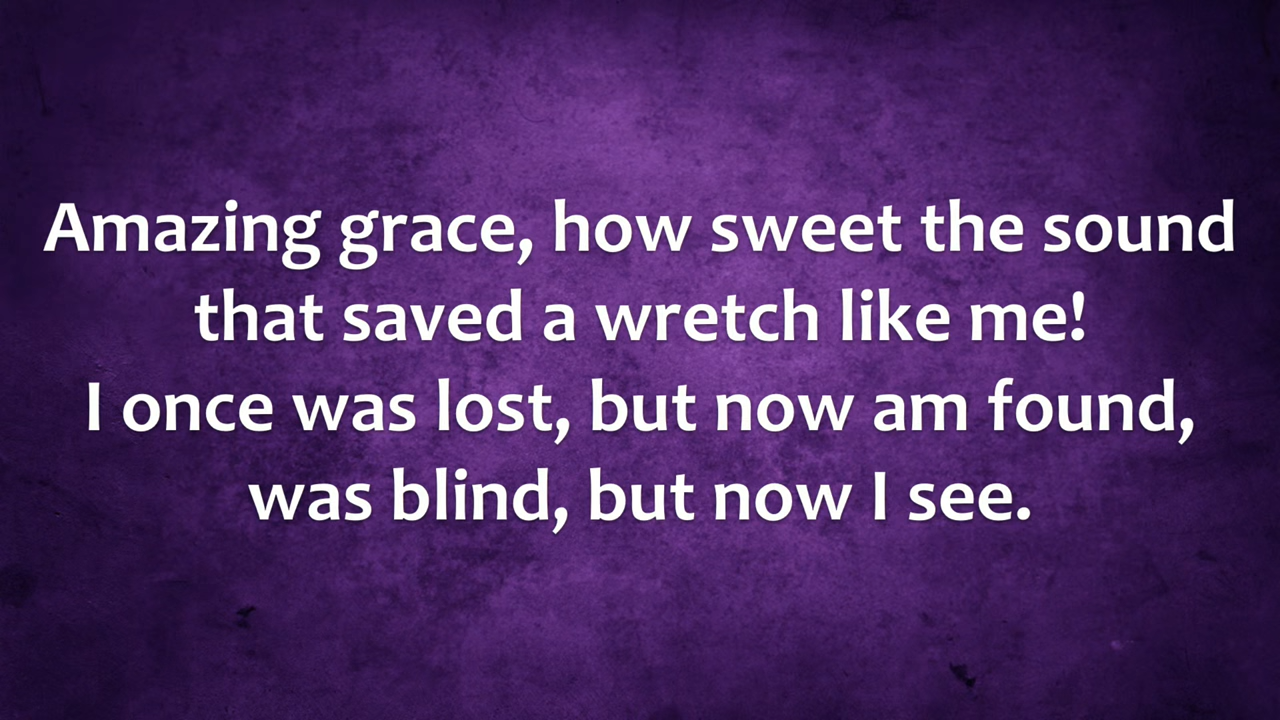 Amazing grace, how sweet the sound
that saved a wretch like me!
I once was lost, but now am found,
was blind, but now I see.